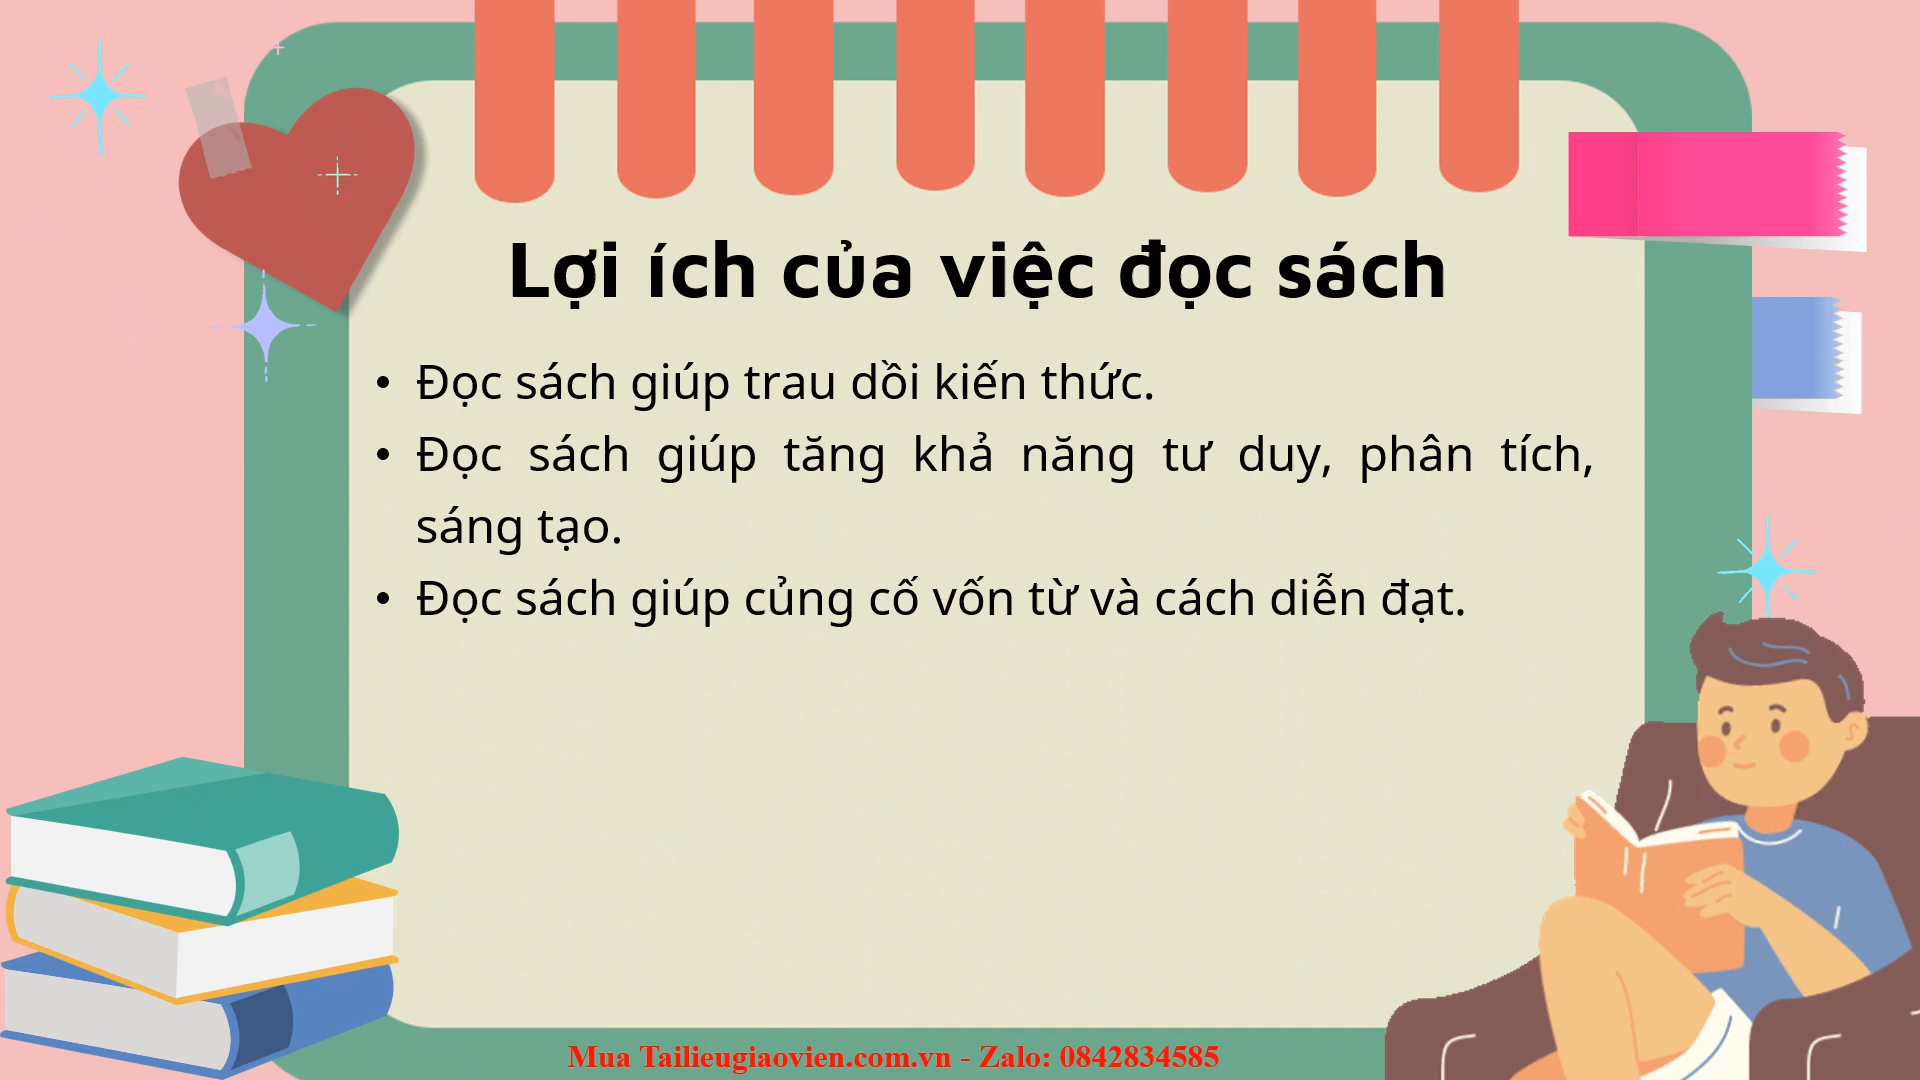 Lợi ích của việc đọc sách
• Đọc sách giúp trau dồi kiến thức.
• Đọc sách giúp tăng khả năng tư duy, phân tích,
sáng tạo.
• Đọc sách giúp củng cố vốn từ và cách diễn đạt.
Mua Tailieugiaovien.com.vn - Zalo: 0842834585